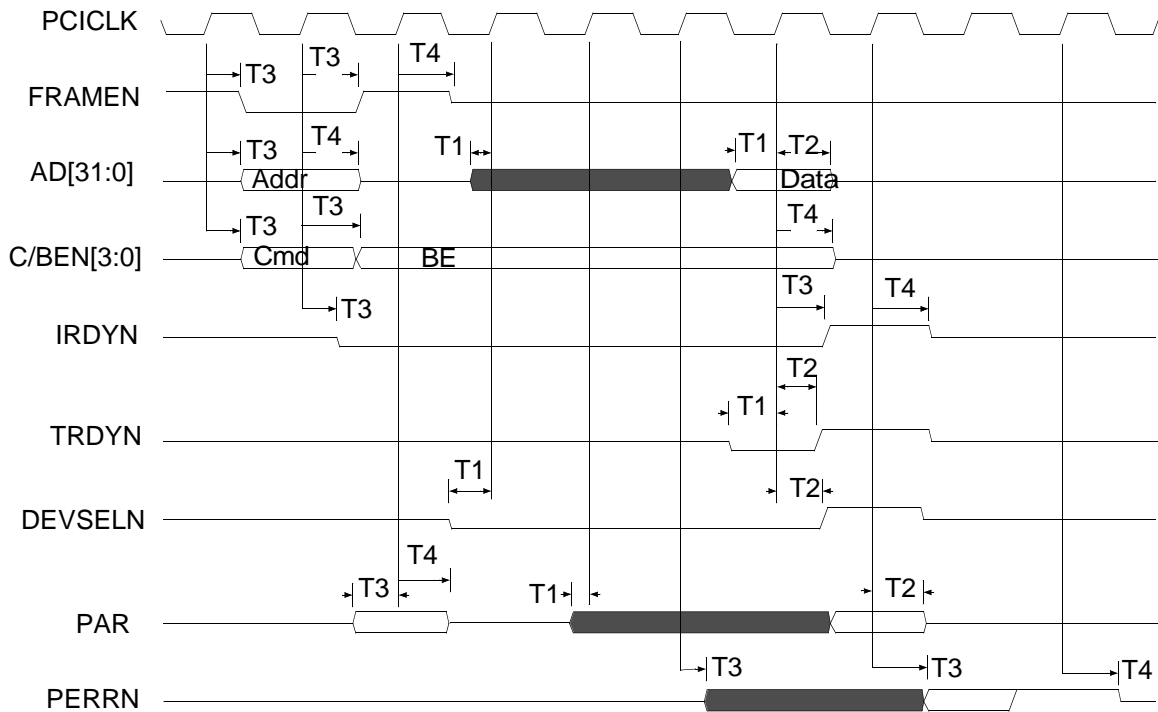 PCICLK
T3 T3 T4
FRAMEN
T3 T4 T1 T1 T2
AD[31:0] Addr Data
T3 T3 T4
C/BEN[3:0] Cmd BE
T3 T3 T4
IRDYN
T2
T1
TRDYN
T1 T2
DEVSELN
T4
T3 T1 T2
PAR
T3 T3 T4
PERRN